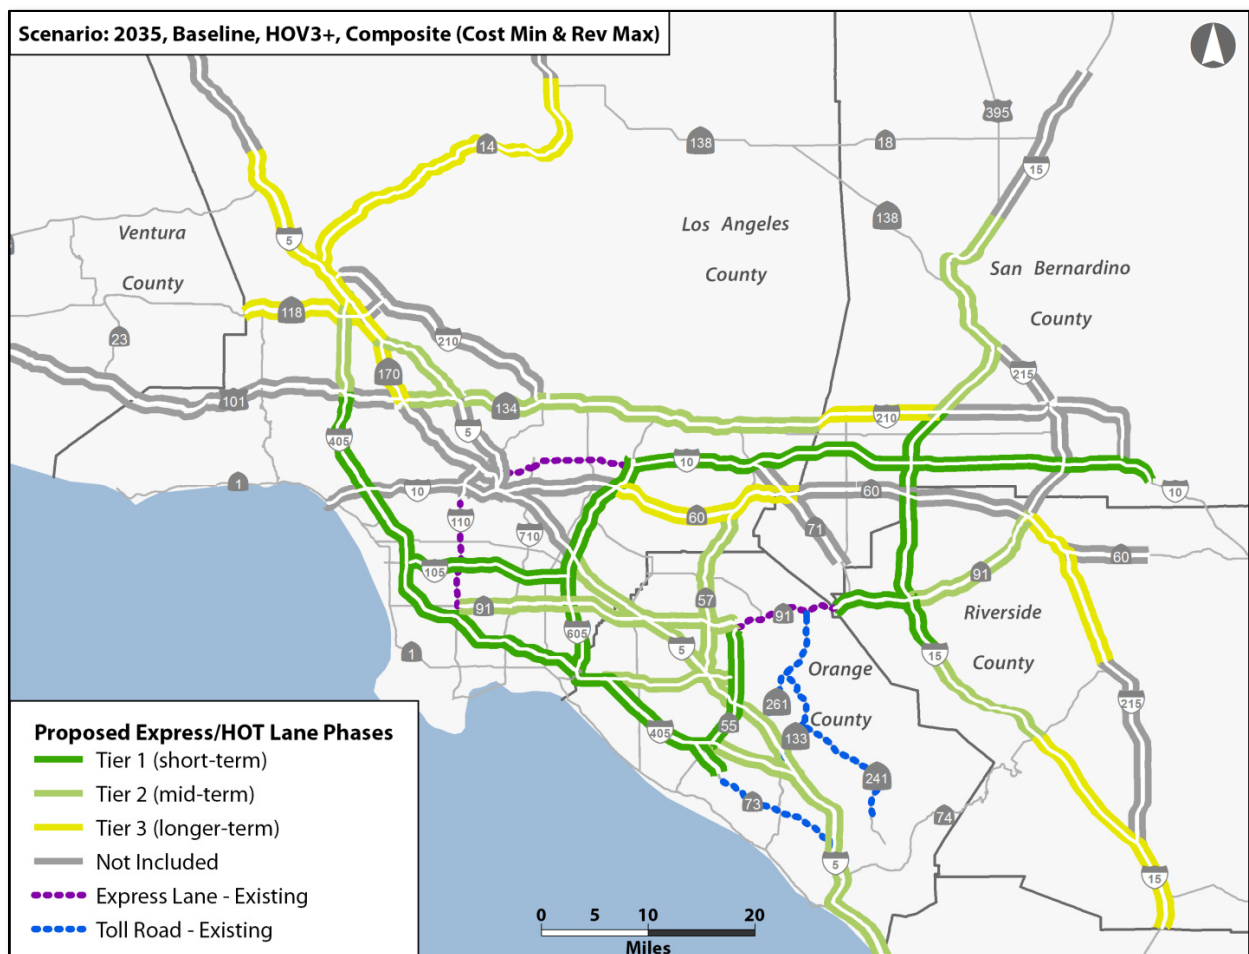 Scenario: 2035, Baseline, HOV3+, Composite (Cost Min & Rev Max)
395
14
138
18
15
138
Ventura
County
5
Los Angeles
County
San Bernardino
County
118
23
210
215
170
101
134
5
210
405
10
1
10
60
10
110
60
71
710
105
60
91
57
91
91
Riverside
County
605
1
5
15
Orange
County
261
215
55
133
405
241
73
74
5
15
Proposed Express/HOT Lane Phases
Tier 1 (short-term)
Tier 2 (mid-term)
Tier 3 (longer-term)
Not Included
Express Lane - Existing
Toll Road - Existing
0 5 10 20
Miles